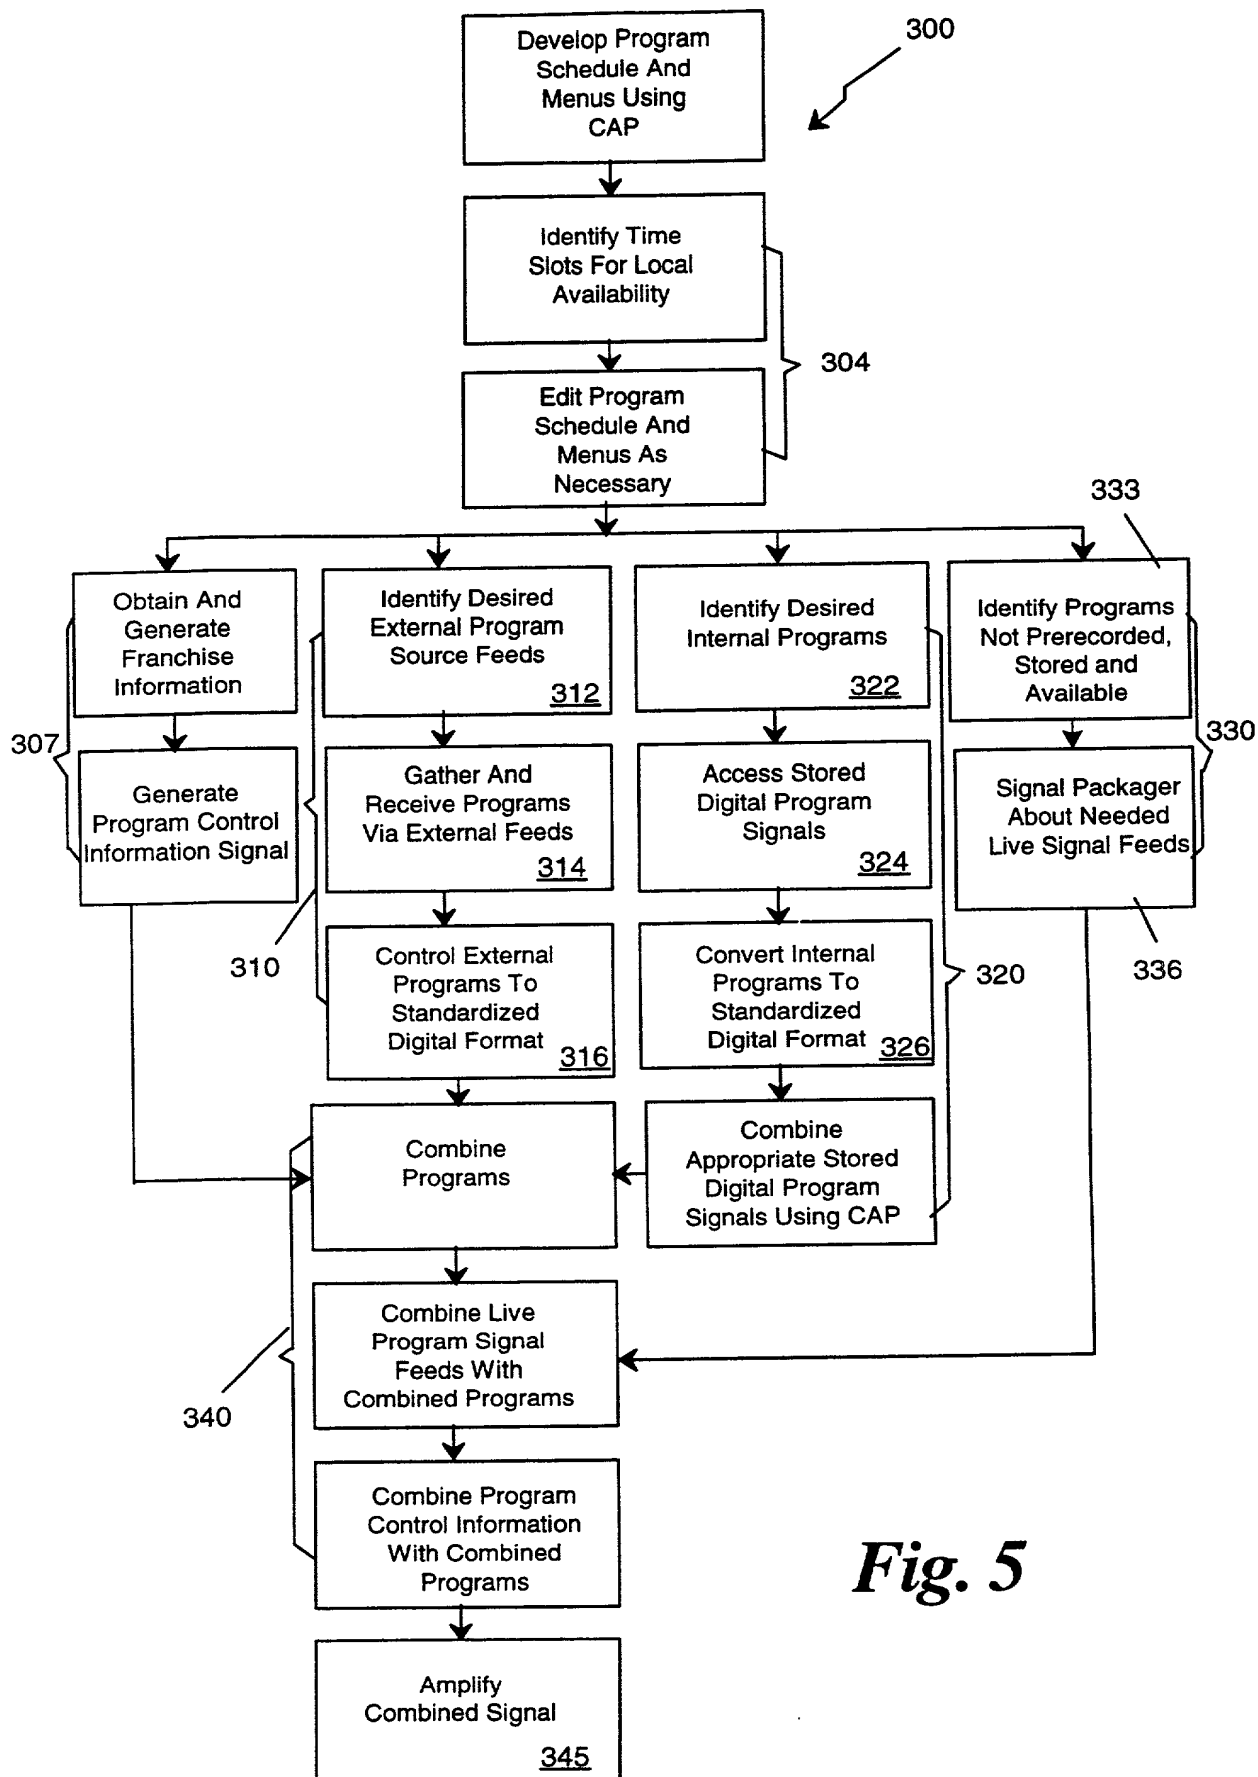 Develop Program
Schedule And
Menus Using
CAP
300
Identify Time
Slots For Local
Availability
304
Edit Program
Schedule And
Menus As
Necessary
333
Obtain And
Generate
Franchise
Information
Identify Desired
External Program
Source Feeds
312
Identify Desired
Internal Programs
322
Identify Programs
Not Prerecorded,
Stored and
Available
307
330
Generate
Program Control
Information Signal
Gather And
Receive Programs
Via External Feeds
314
Access Stored
Digital Program
Signals
324
Signal Packager
About Needed
Live Signal Feeds
310
Control External
Programs To
Standardized
Digital Format
316
Convert Internal
Programs To
Standardized
Digital Format
326
320
336
Combine
Programs
Combine
Appropriate Stored
Digital Program
Signals Using CAP
Combine Live
Program Signal
Feeds With
Combined Programs
340
Combine Program
Control Information
With Combined
Programs
Fig. 5
Amplify
Combined Signal
345